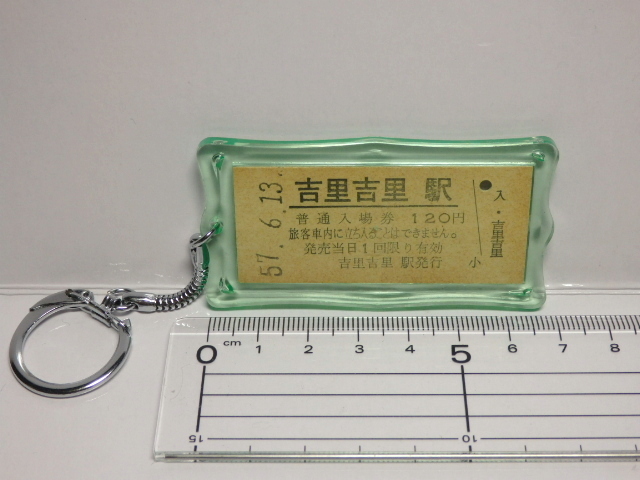 57. 6. 13.
吉里吉里 駅
普通入場券 120円
旅客車内に立ち入ることはできません。
発売当日1回限り有効
吉里吉里 駅発行
小
入・吉里吉里
0 cm 1 2 3 4 5 6 7 8
15 10